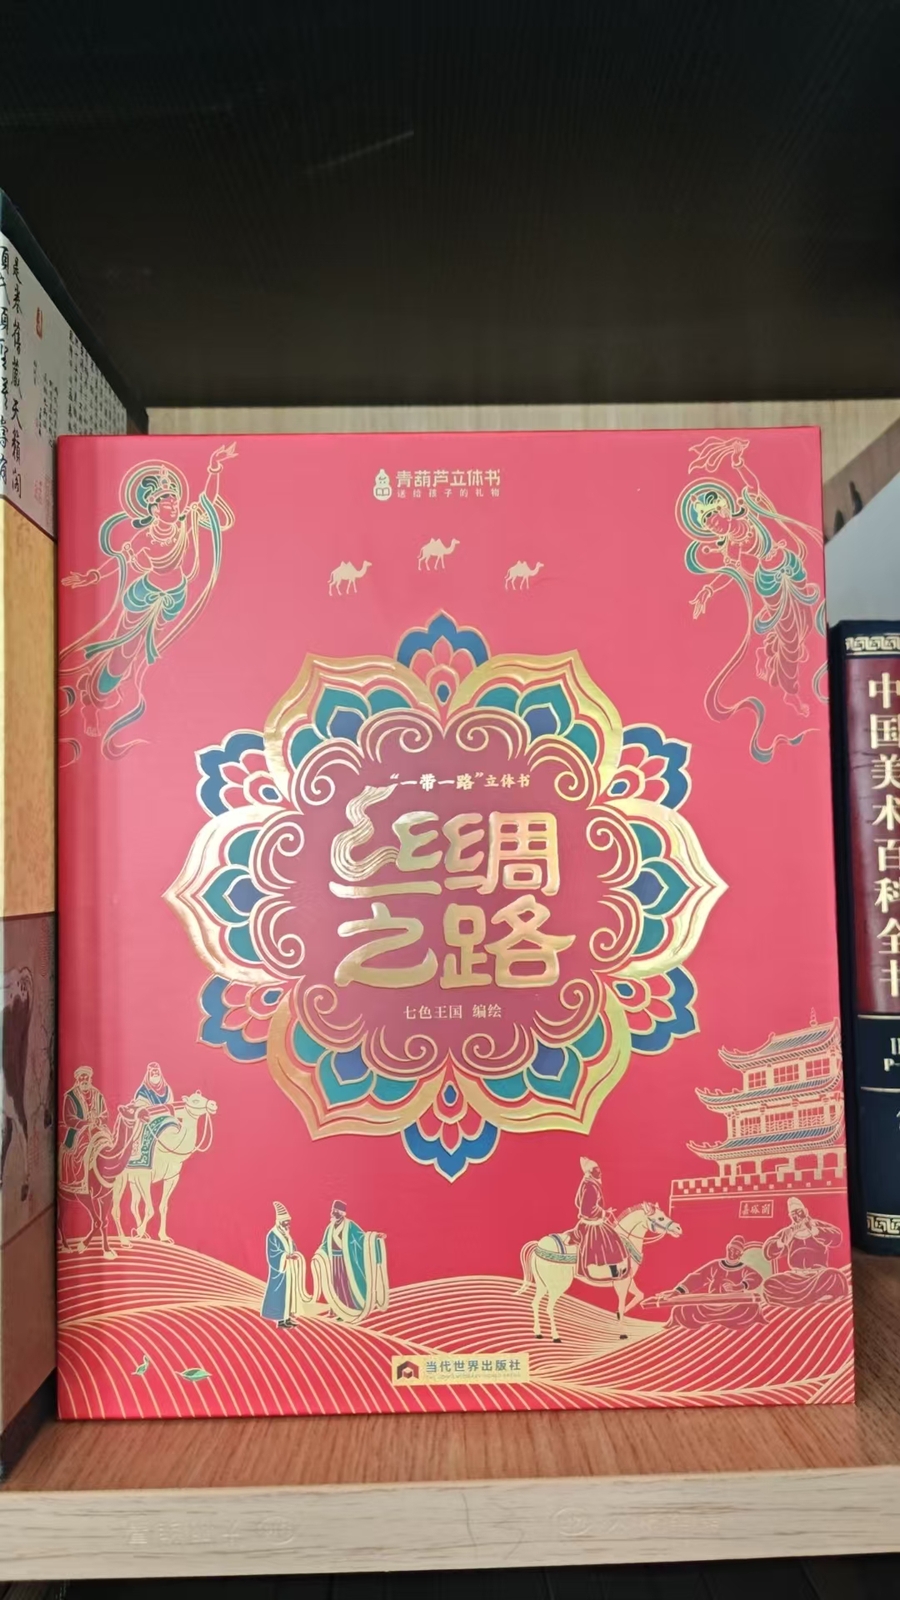 青葫芦立体书
送给孩子的礼物
“一带一路”立体书
丝绸
之路
七色王国 编绘
嘉峪关
当代世界出版社
中国美术百科全书